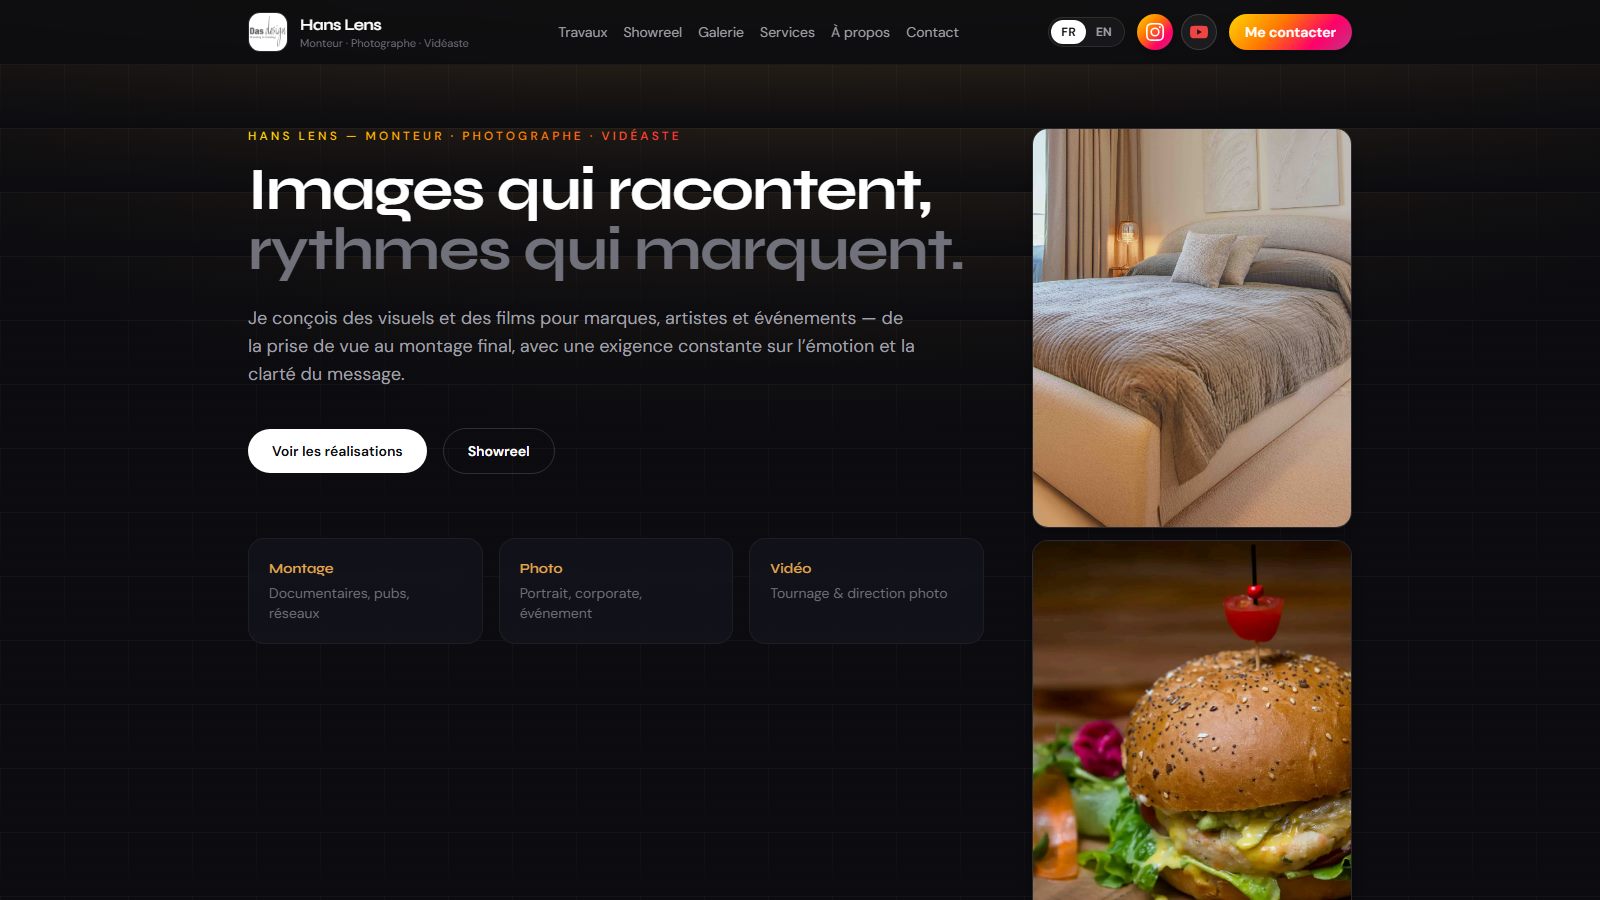 Das design
Hans Lens
Monteur · Photographe · Vidéaste
Travaux
Showreel
Galerie
Services
À propos
Contact
FR
EN
Me contacter
HANS LENS — MONTEUR · PHOTOGRAPHE · VIDÉASTE
Images qui racontent,
rythmes qui marquent.
Je conçois des visuels et des films pour marques, artistes et événements — de
la prise de vue au montage final, avec une exigence constante sur l’émotion et la
clarté du message.
Voir les réalisations
Showreel
Montage
Documentaires, pubs,
réseaux
Photo
Portrait, corporate,
événement
Vidéo
Tournage & direction photo